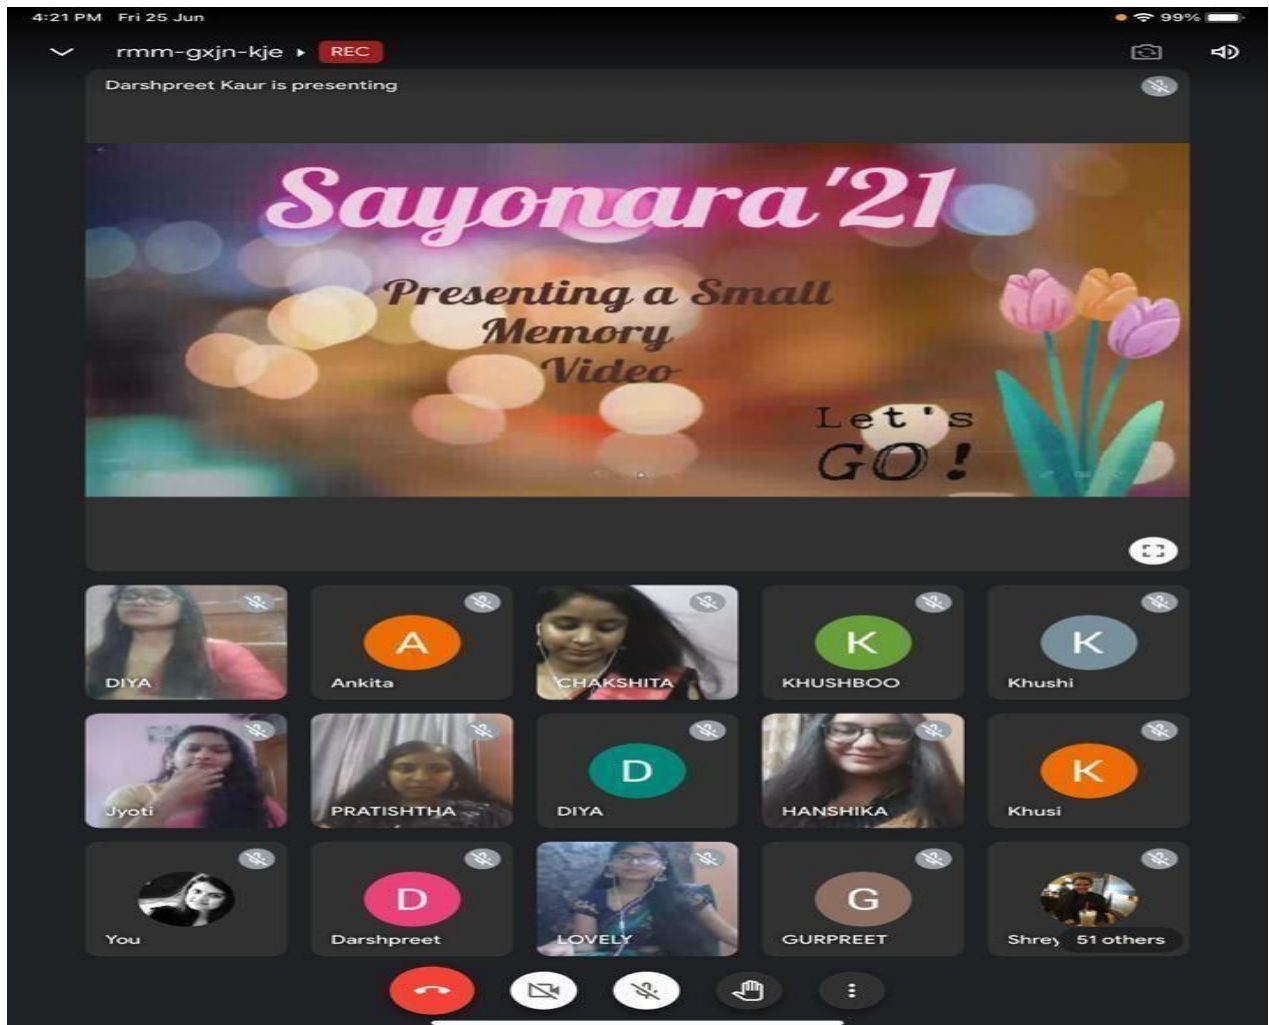 4:21 PM Fri 25 Jun
99%
rmm-gxjn-kje
REC
Darshpreet Kaur is presenting
Sayonara'21
Presenting a Small
Memory
Video
Let's
GO!
DIYA
Ankita
CHAKSHITA
KHUSHBOO
Khushi
Jyoti
PRATISHTHA
DIYA
HANSHIKA
Khusi
You
Darshpreet
LOVELY
GURPREET
Shrey
51 others
A
K
K
D
K
D
G